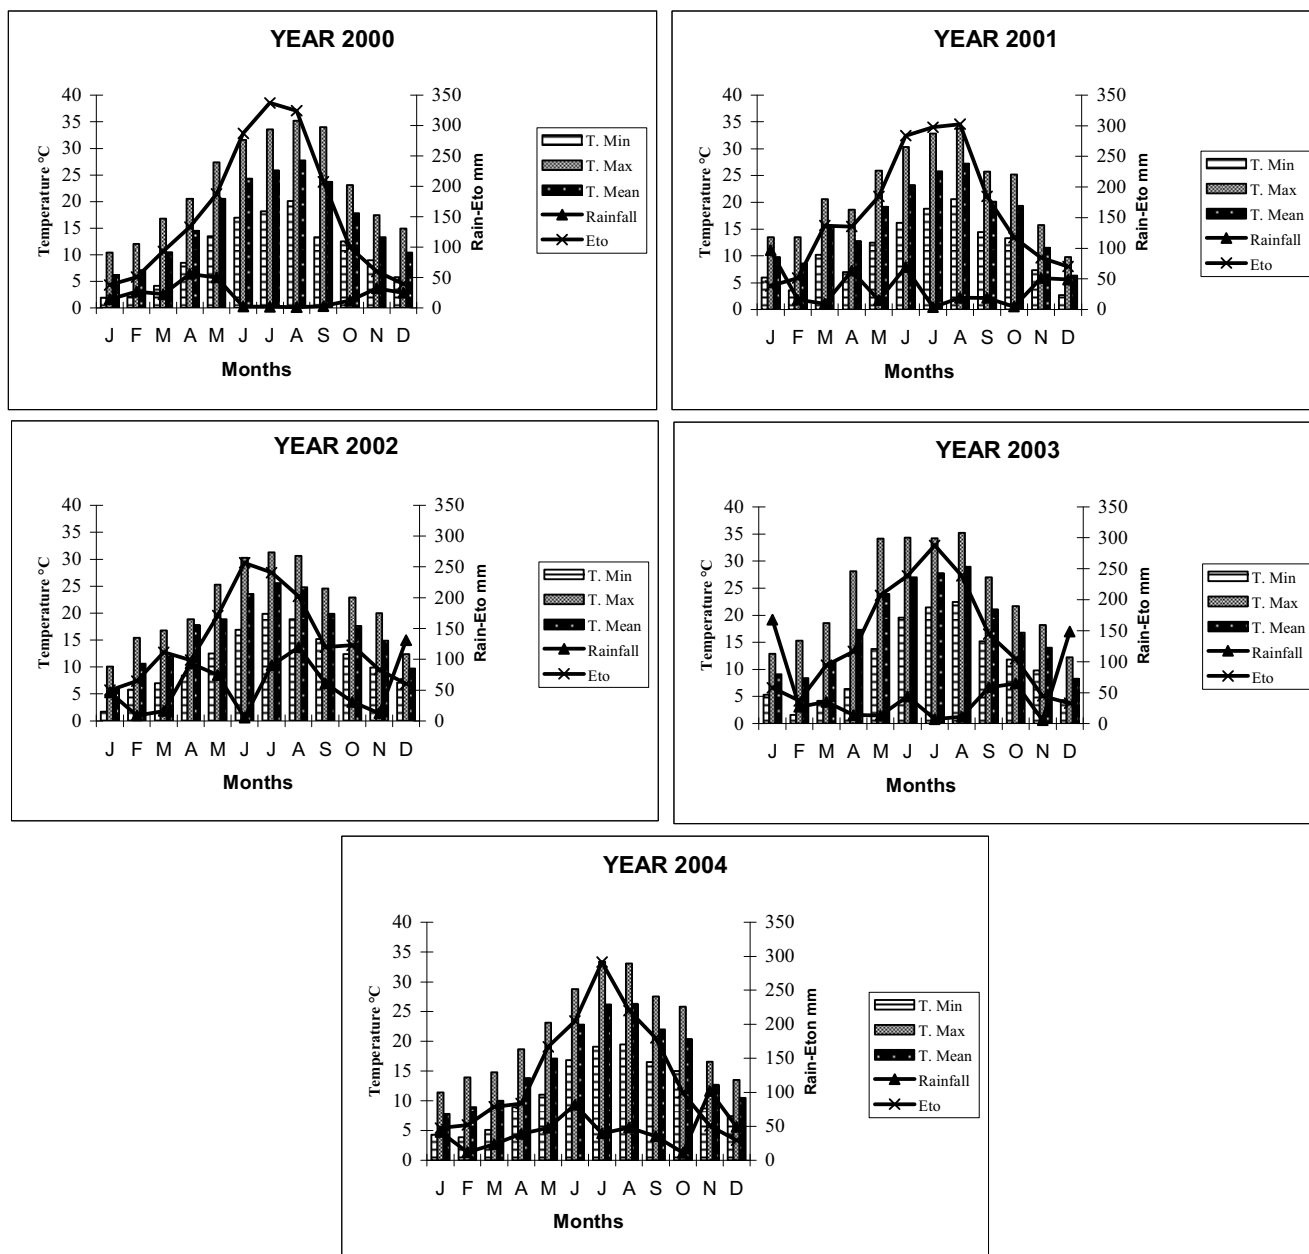 YEAR 2000
40
35
30
25
20
15
10
5
0
Temperature °C
350
300
250
200
150
100
50
0
Rain-Eto mm
J F M A M J J A S O N D
Months
T. Min
T. Max
T. Mean
Rainfall
Eto
YEAR 2001
40
35
30
25
20
15
10
5
0
Temperature °C
350
300
250
200
150
100
50
0
Rain-Eto mm
J F M A M J J A S O N D
Months
T. Min
T. Max
T. Mean
Rainfall
Eto
YEAR 2002
40
35
30
25
20
15
10
5
0
Temperature °C
350
300
250
200
150
100
50
0
Rain-Eto mm
J F M A M J J A S O N D
Months
T. Min
T. Max
T. Mean
Rainfall
Eto
YEAR 2003
40
35
30
25
20
15
10
5
0
Temperature °C
350
300
250
200
150
100
50
0
Rain-Eto mm
J F M A M J J A S O N D
Months
T. Min
T. Max
T. Mean
Rainfall
Eto
YEAR 2004
40
35
30
25
20
15
10
5
0
Temperature °C
350
300
250
200
150
100
50
0
Rain-Eton mm
J F M A M J J A S O N D
Months
T. Min
T. Max
T. Mean
Rainfall
Eto